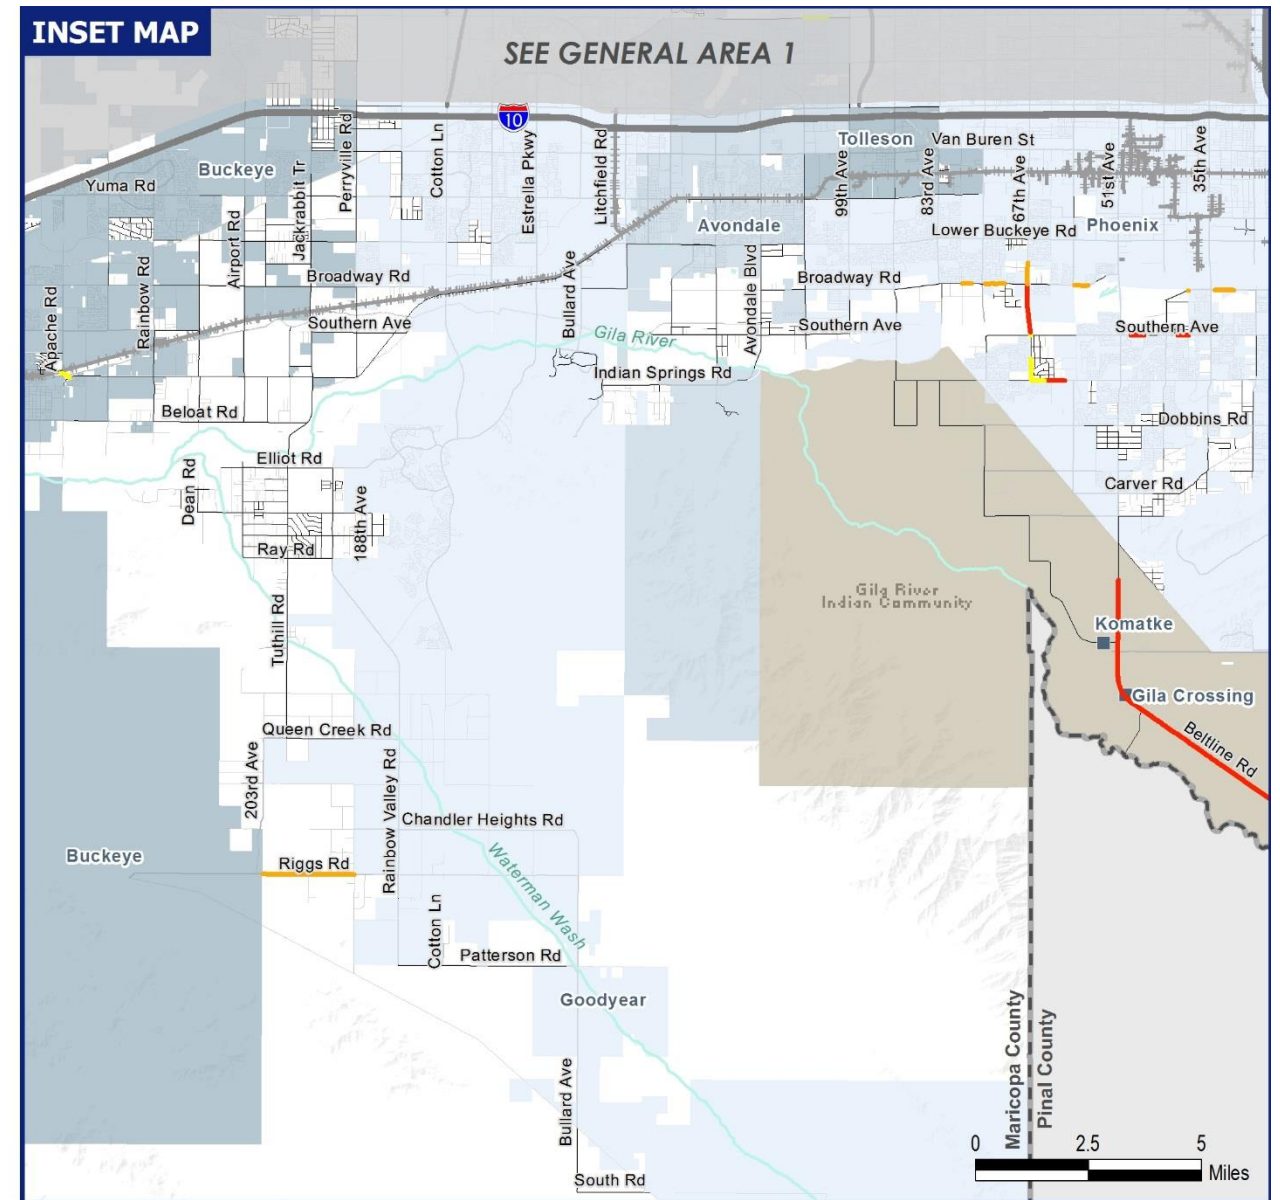 INSET MAP
SEE GENERAL AREA 1
10
Tolleson
Van Buren St
Buckeye
Yuma Rd
Perryville Rd
Cotton Ln
Estrella Pkwy
Litchfield Rd
99th Ave
83rd Ave
67th Ave
51st Ave
35th Ave
Jackrabbit Tr
Airport Rd
Rainbow Rd
Apache Rd
Avondale
Lower Buckeye Rd
Phoenix
Broadway Rd
Bullard Ave
Avondale Blvd
Broadway Rd
Southern Ave
Gila River
Southern Ave
Southern Ave
Indian Springs Rd
Beloat Rd
Dobbins Rd
Elliot Rd
Dean Rd
188th Ave
Carver Rd
Ray Rd
Gila River
Indian Community
Tuthill Rd
Komatke
Gila Crossing
Beltline Rd
Queen Creek Rd
203rd Ave
Rainbow Valley Rd
Chandler Heights Rd
Buckeye
Riggs Rd
Waterman Wash
Cotton Ln
Patterson Rd
Goodyear
Maricopa County
Pinal County
Bullard Ave
South Rd
0 2.5 5
Miles